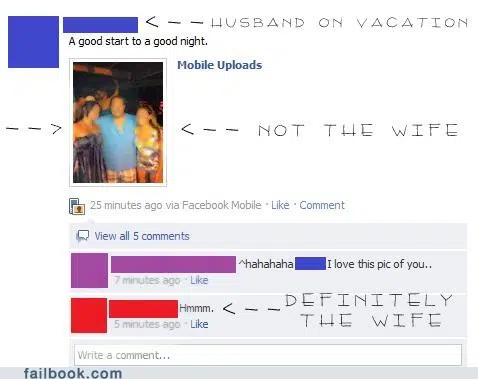 <-- HUSBAND ON VACATION
A good start to a good night.
Mobile Uploads
--> <-- NOT THE WIFE
25 minutes ago via Facebook Mobile · Like · Comment
View all 5 comments
^hahahaha I love this pic of you..
7 minutes ago · Like
Hmmm. <-- DEFINITELY
THE WIFE
5 minutes ago · Like
Write a comment...
failbook.com